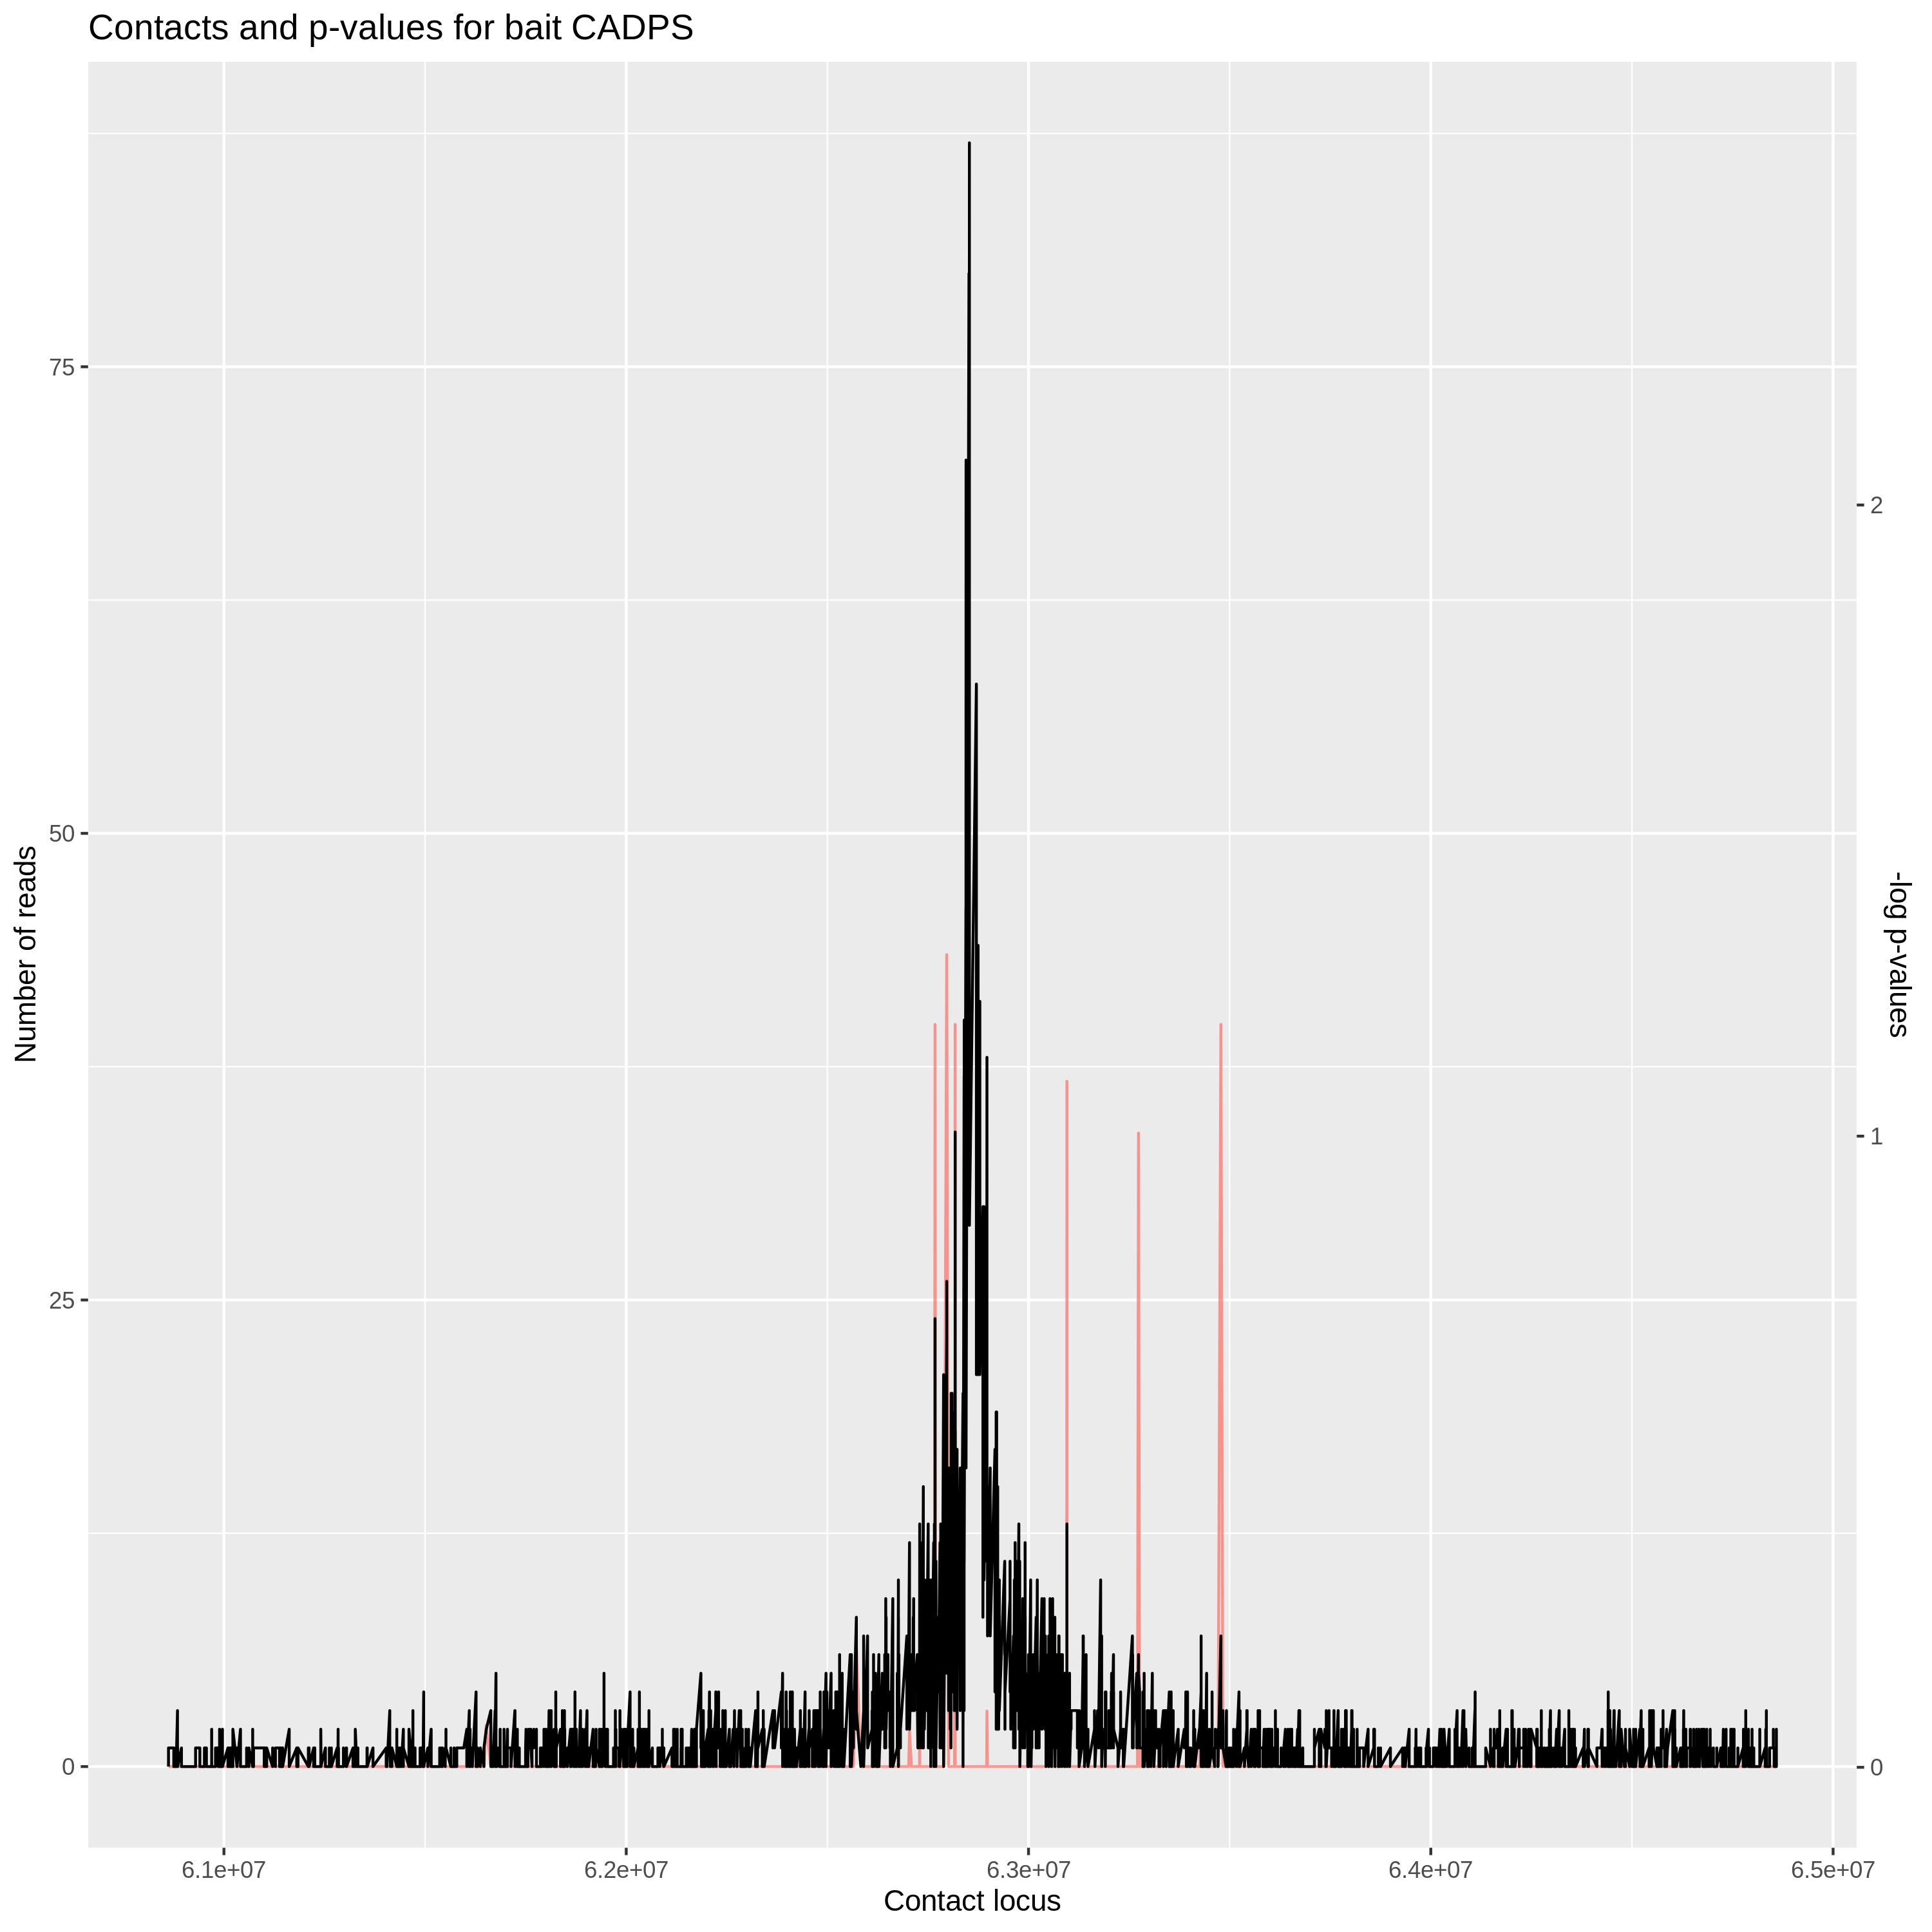 Contacts and p-values for bait CADPS
75
50
25
0
Number of reads
2
1
0
-log p-values
6.1e+07
6.2e+07
6.3e+07
6.4e+07
6.5e+07
Contact locus